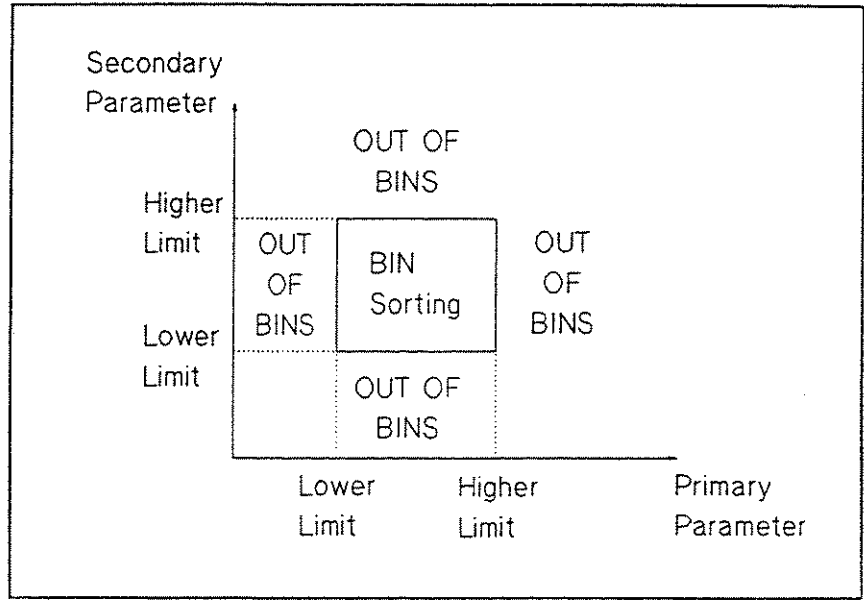 Secondary
Parameter
OUT OF
BINS
Higher
Limit
OUT
OF
BINS
BIN
Sorting
OUT
OF
BINS
Lower
Limit
OUT OF
BINS
Lower
Limit
Higher
Limit
Primary
Parameter